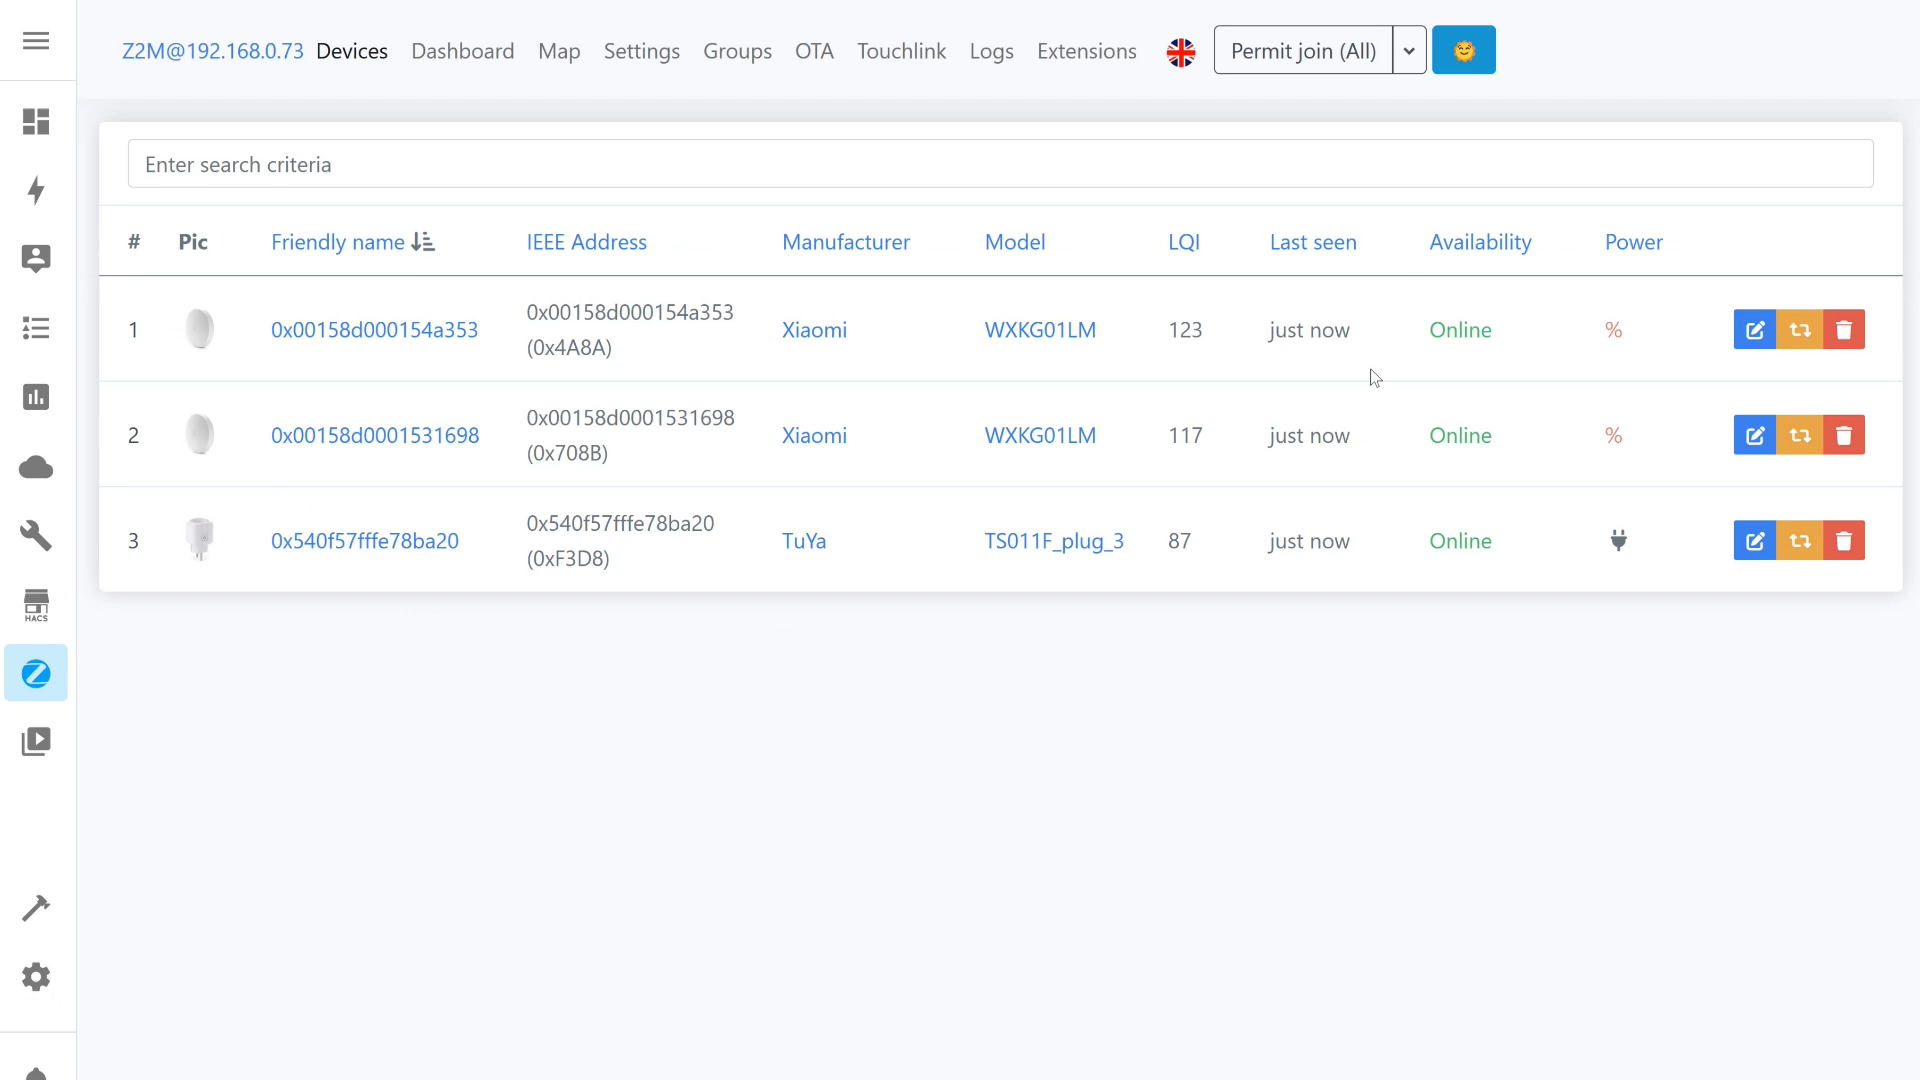 Z2M@192.168.0.73 Devices Dashboard Map Settings Groups OTA Touchlink Logs Extensions Permit join (All)
Enter search criteria
# Pic Friendly name IEEE Address Manufacturer Model LQI Last seen Availability Power
1 0x00158d000154a353 0x00158d000154a353 (0x4A8A) Xiaomi WXKG01LM 123 just now Online %
2 0x00158d0001531698 0x00158d0001531698 (0x708B) Xiaomi WXKG01LM 117 just now Online %
3 0x540f57fffe78ba20 0x540f57fffe78ba20 (0xF3D8) TuYa TS011F_plug_3 87 just now Online
HACS